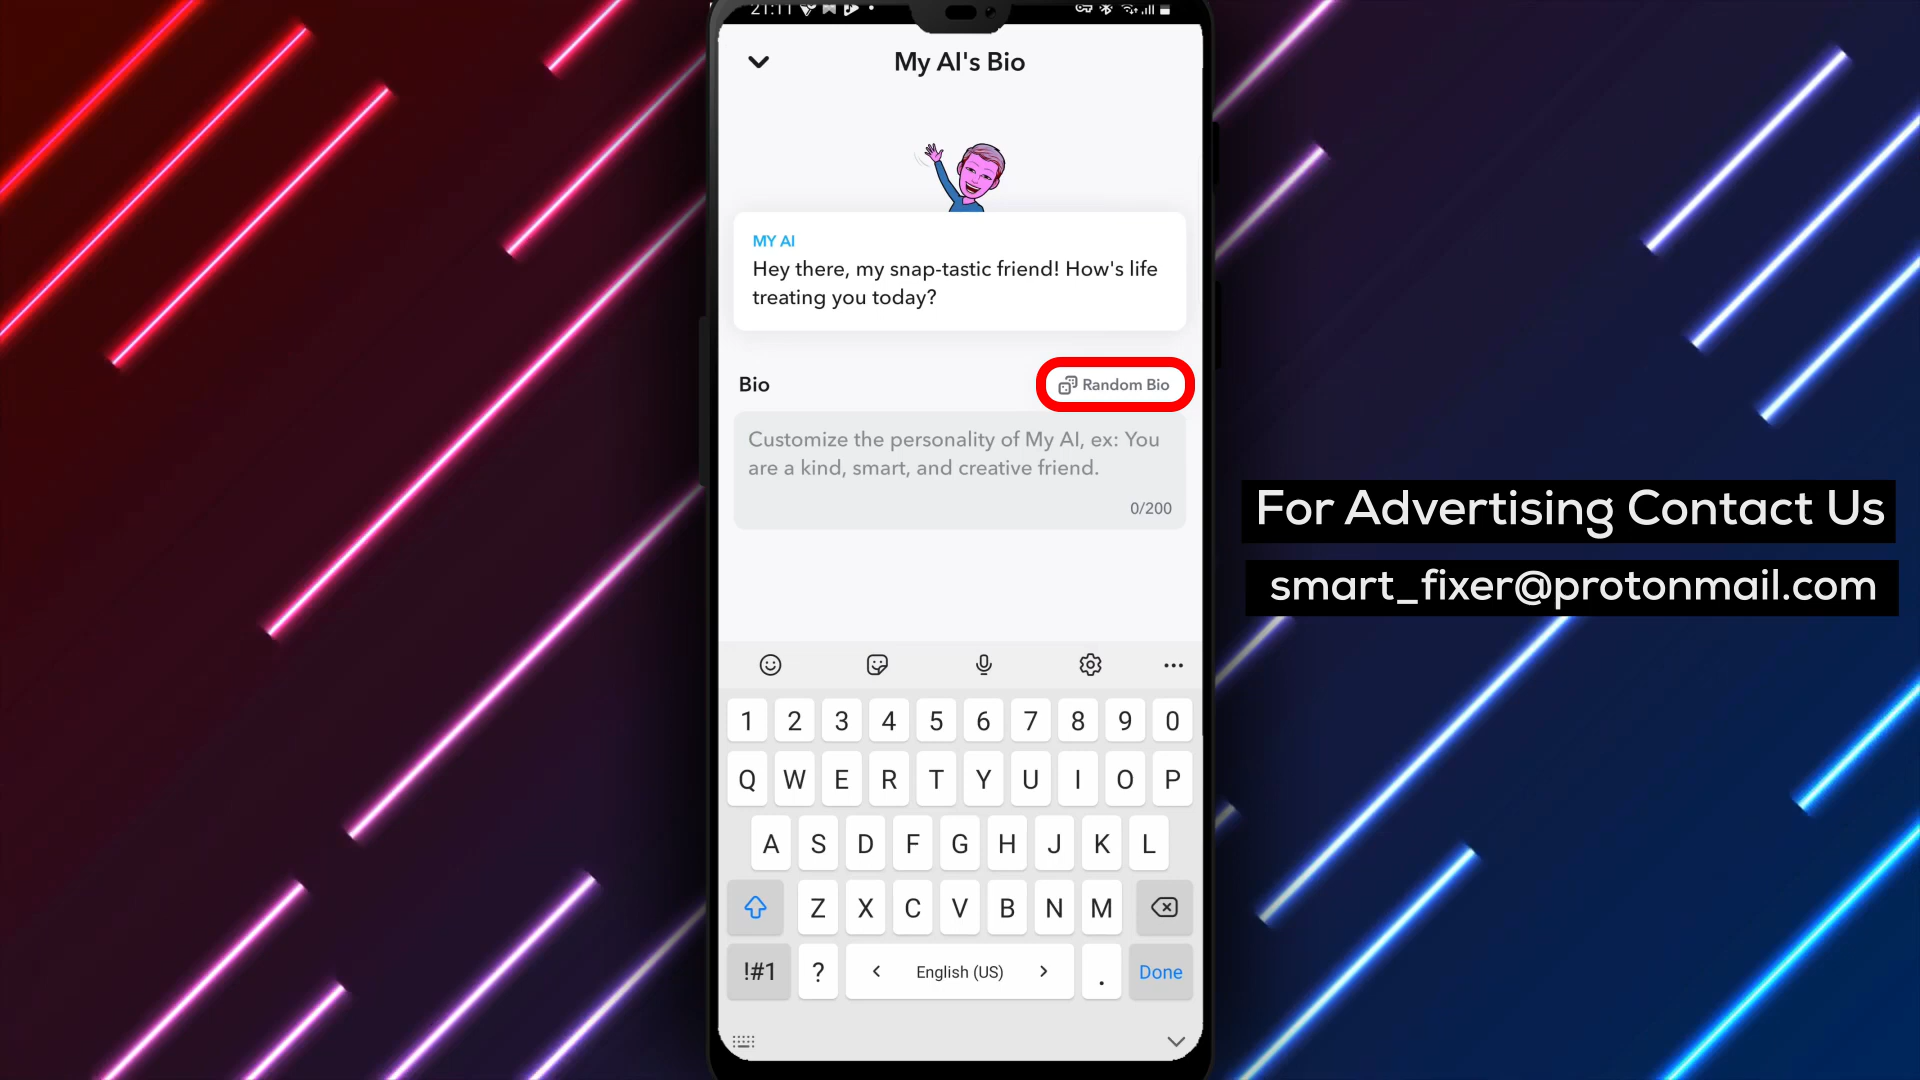 21:11
My AI's Bio
MY AI
Hey there, my snap-tastic friend! How's life
treating you today?
Bio
Random Bio
Customize the personality of My AI, ex: You
are a kind, smart, and creative friend.
0/200
For Advertising Contact Us
smart_fixer@protonmail.com
1 2 3 4 5 6 7 8 9 0
Q W E R T Y U I O P
A S D F G H J K L
Z X C V B N M
!#1 ? < English (US) > . Done